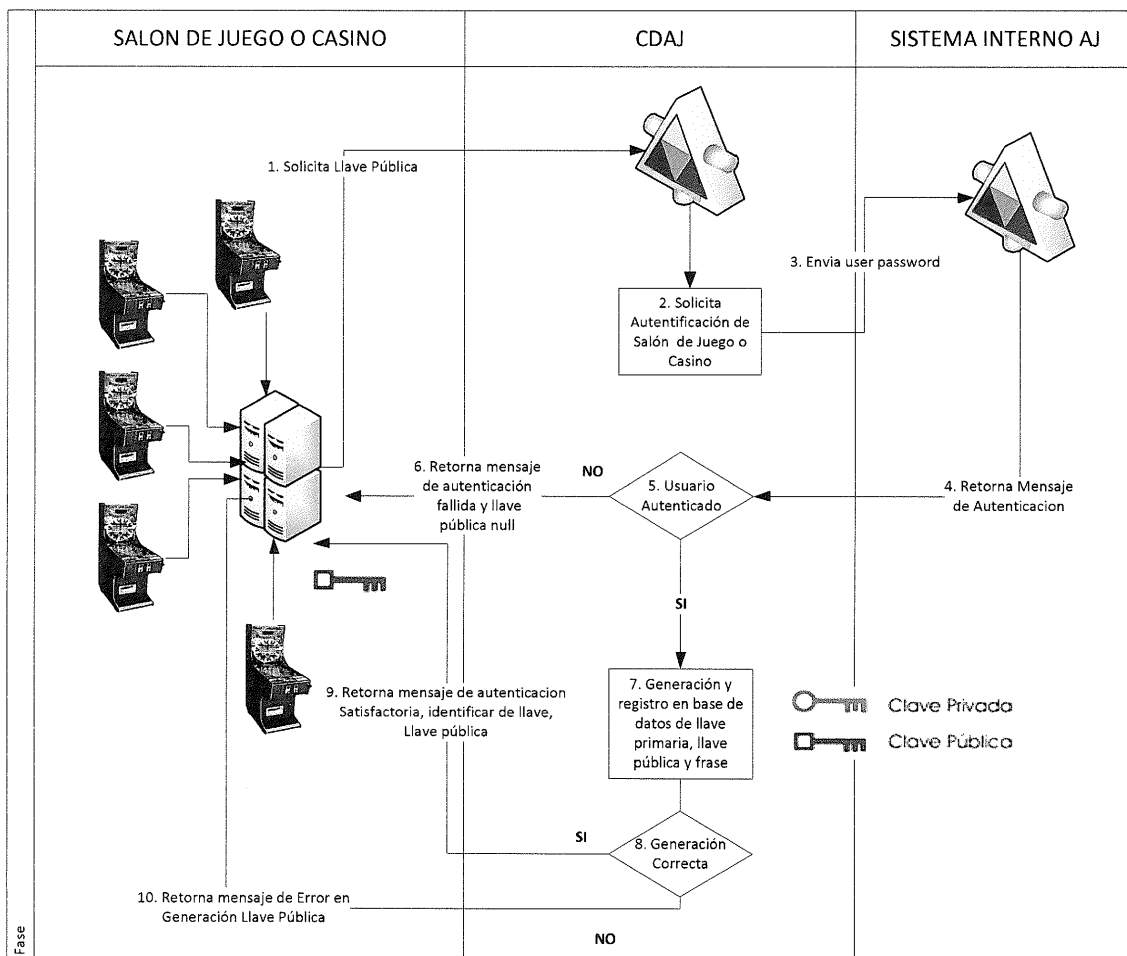 SALON DE JUEGO O CASINO
CDAJ
SISTEMA INTERNO AJ
1. Solicita Llave Pública
2. Solicita
Autentificación de
Salón de Juego o
Casino
3. Envia user password
4. Retorna Mensaje
de Autenticacion
5. Usuario
Autenticado
NO
6. Retorna mensaje
de autenticación
fallida y llave
pública null
SI
7. Generación y
registro en base de
datos de llave
primaria, llave
pública y frase
Clave Privada
Clave Pública
8. Generación
Correcta
SI
9. Retorna mensaje de autenticacion
Satisfactoria, identificar de llave,
Llave pública
10. Retorna mensaje de Error en
Generación Llave Pública
NO
Fase